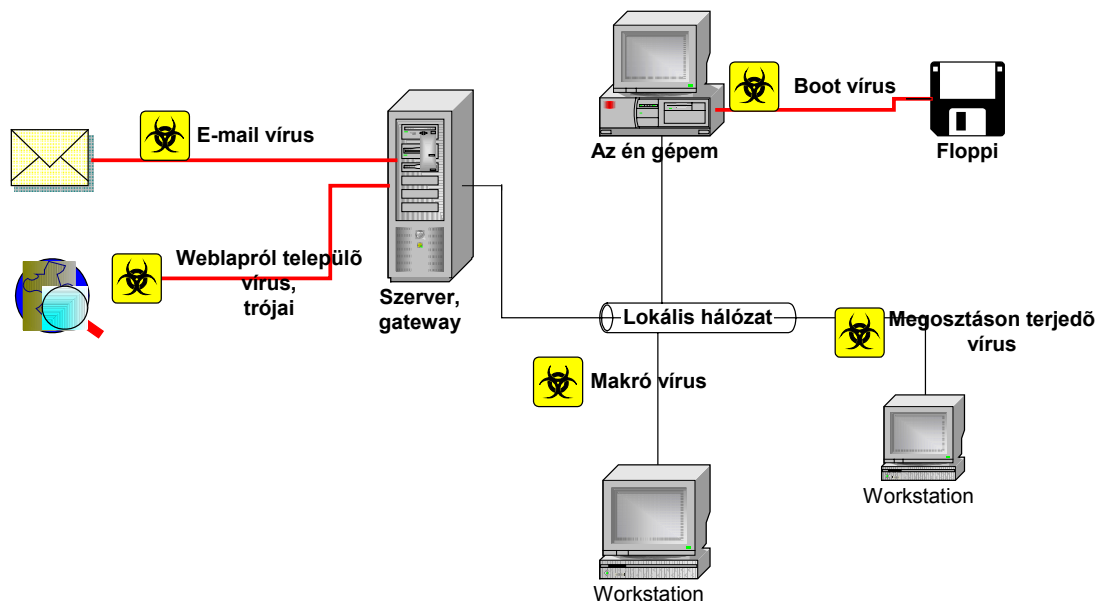 Boot vírus
E-mail vírus
Az én gépem
Floppi
Weblapról települõ
vírus,
trójai
Szerver,
gateway
Lokális hálózat
Megosztáson terjedõ
vírus
Makró vírus
Workstation
Workstation